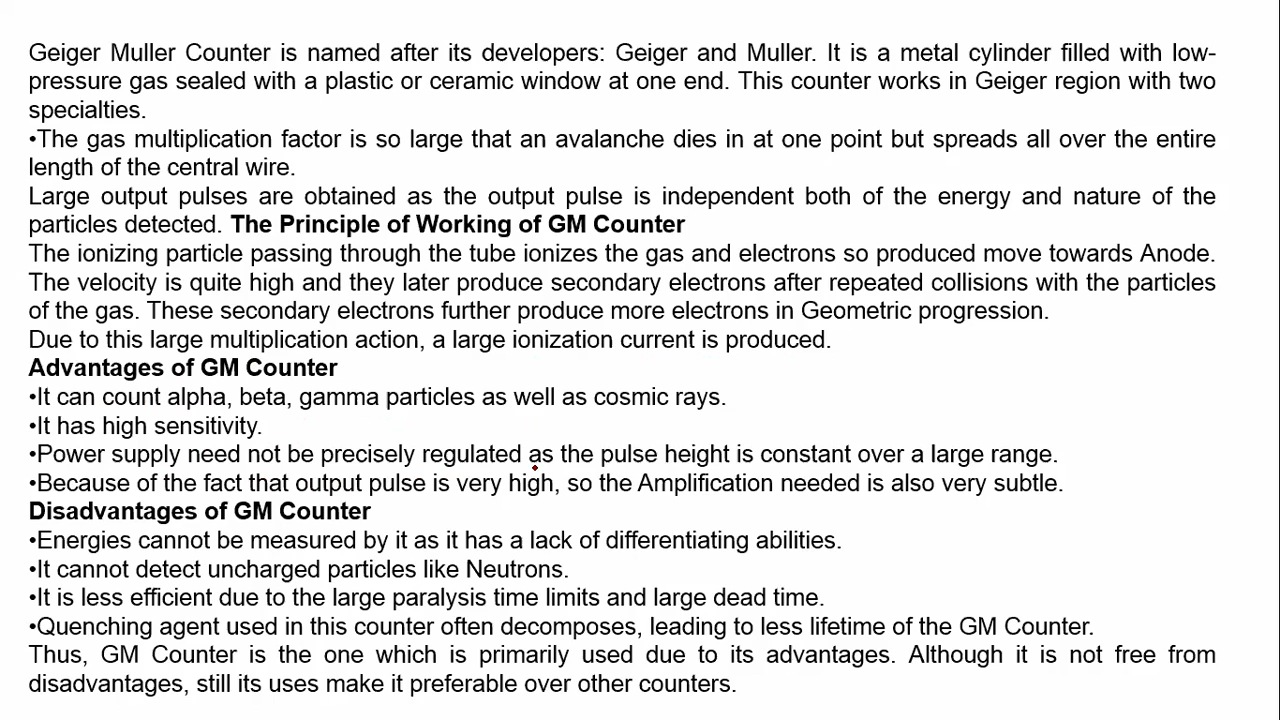 Geiger Muller Counter is named after its developers: Geiger and Muller. It is a metal cylinder filled with low-
pressure gas sealed with a plastic or ceramic window at one end. This counter works in Geiger region with two
specialties.
•The gas multiplication factor is so large that an avalanche dies in at one point but spreads all over the entire
length of the central wire.
Large output pulses are obtained as the output pulse is independent both of the energy and nature of the
particles detected. The Principle of Working of GM Counter
The ionizing particle passing through the tube ionizes the gas and electrons so produced move towards Anode.
The velocity is quite high and they later produce secondary electrons after repeated collisions with the particles
of the gas. These secondary electrons further produce more electrons in Geometric progression.
Due to this large multiplication action, a large ionization current is produced.
Advantages of GM Counter
•It can count alpha, beta, gamma particles as well as cosmic rays.
•It has high sensitivity.
•Power supply need not be precisely regulated as the pulse height is constant over a large range.
•Because of the fact that output pulse is very high, so the Amplification needed is also very subtle.
Disadvantages of GM Counter
•Energies cannot be measured by it as it has a lack of differentiating abilities.
•It cannot detect uncharged particles like Neutrons.
•It is less efficient due to the large paralysis time limits and large dead time.
•Quenching agent used in this counter often decomposes, leading to less lifetime of the GM Counter.
Thus, GM Counter is the one which is primarily used due to its advantages. Although it is not free from
disadvantages, still its uses make it preferable over other counters.